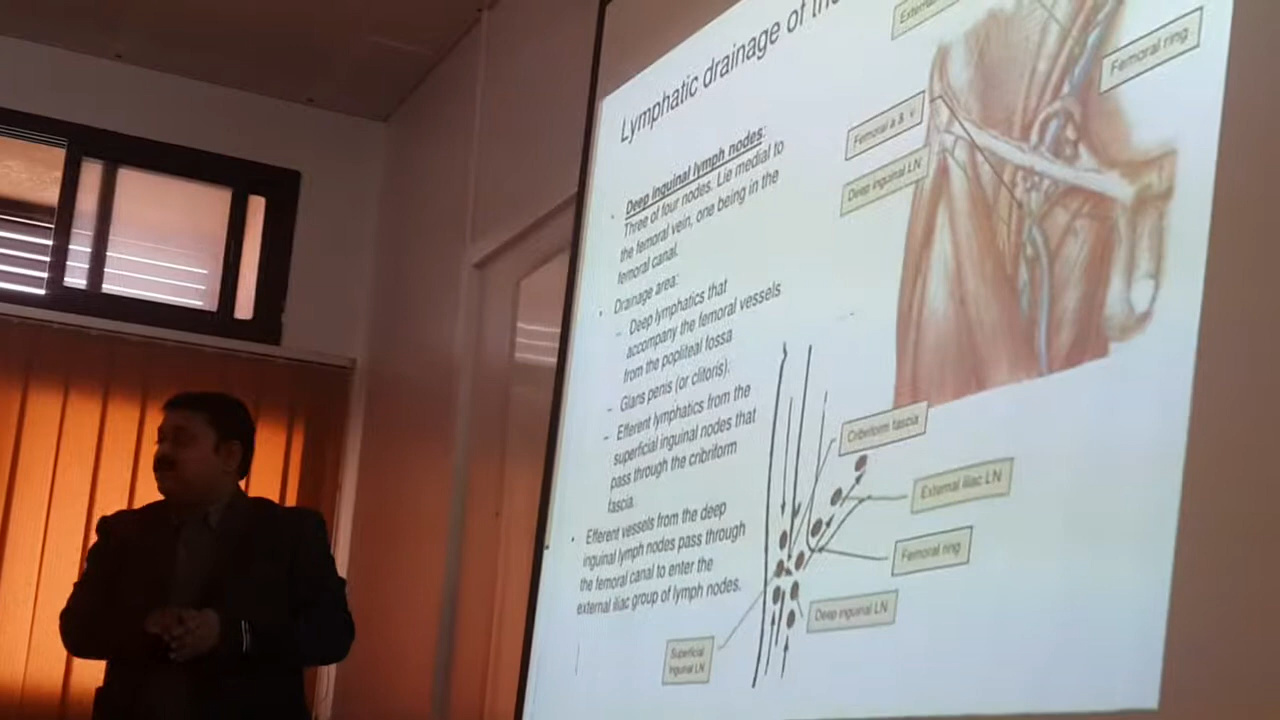 Lymphatic drainage of the
Deep inguinal lymph nodes:
Three of four nodes. Lie medial to
the femoral vein, one being in the
femoral canal.
Drainage area:
– Deep lymphatics that
accompany the femoral vessels
from the popliteal fossa
– Glans penis (or clitoris);
– Efferent lymphatics from the
superficial inguinal nodes that
pass through the cribriform
fascia.
Efferent vessels from the deep
inguinal lymph nodes pass through
the femoral canal to enter the
external iliac group of lymph nodes.
External
Femoral ring
Femoral a & v
Deep inguinal LN
Cribriform fascia
External iliac LN
Femoral ring
Deep inguinal LN
Superficial
Inguinal LN